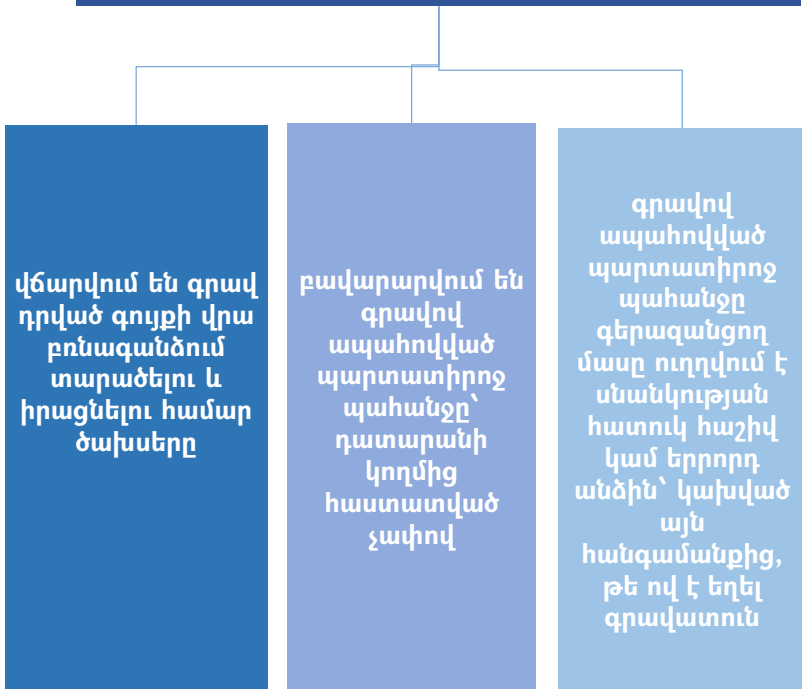 վճարվում են գրավ
դրված գույքի վրա
բռնագանձում
տարածելու և
իրացնելու համար
ծախսերը
բավարարվում են
գրավով
ապահովված
պարտատիրոջ
պահանջը՝
դատարանի
կողմից
հաստատված
չափով
գրավով
ապահովված
պարտատիրոջ
պահանջը
գերազանցող
մասը ուղղվում է
սնանկության
հատուկ հաշիվ
կամ երրորդ
անձին՝ կախված
այն
հանգամանքից,
թե ով է եղել
գրավատուն